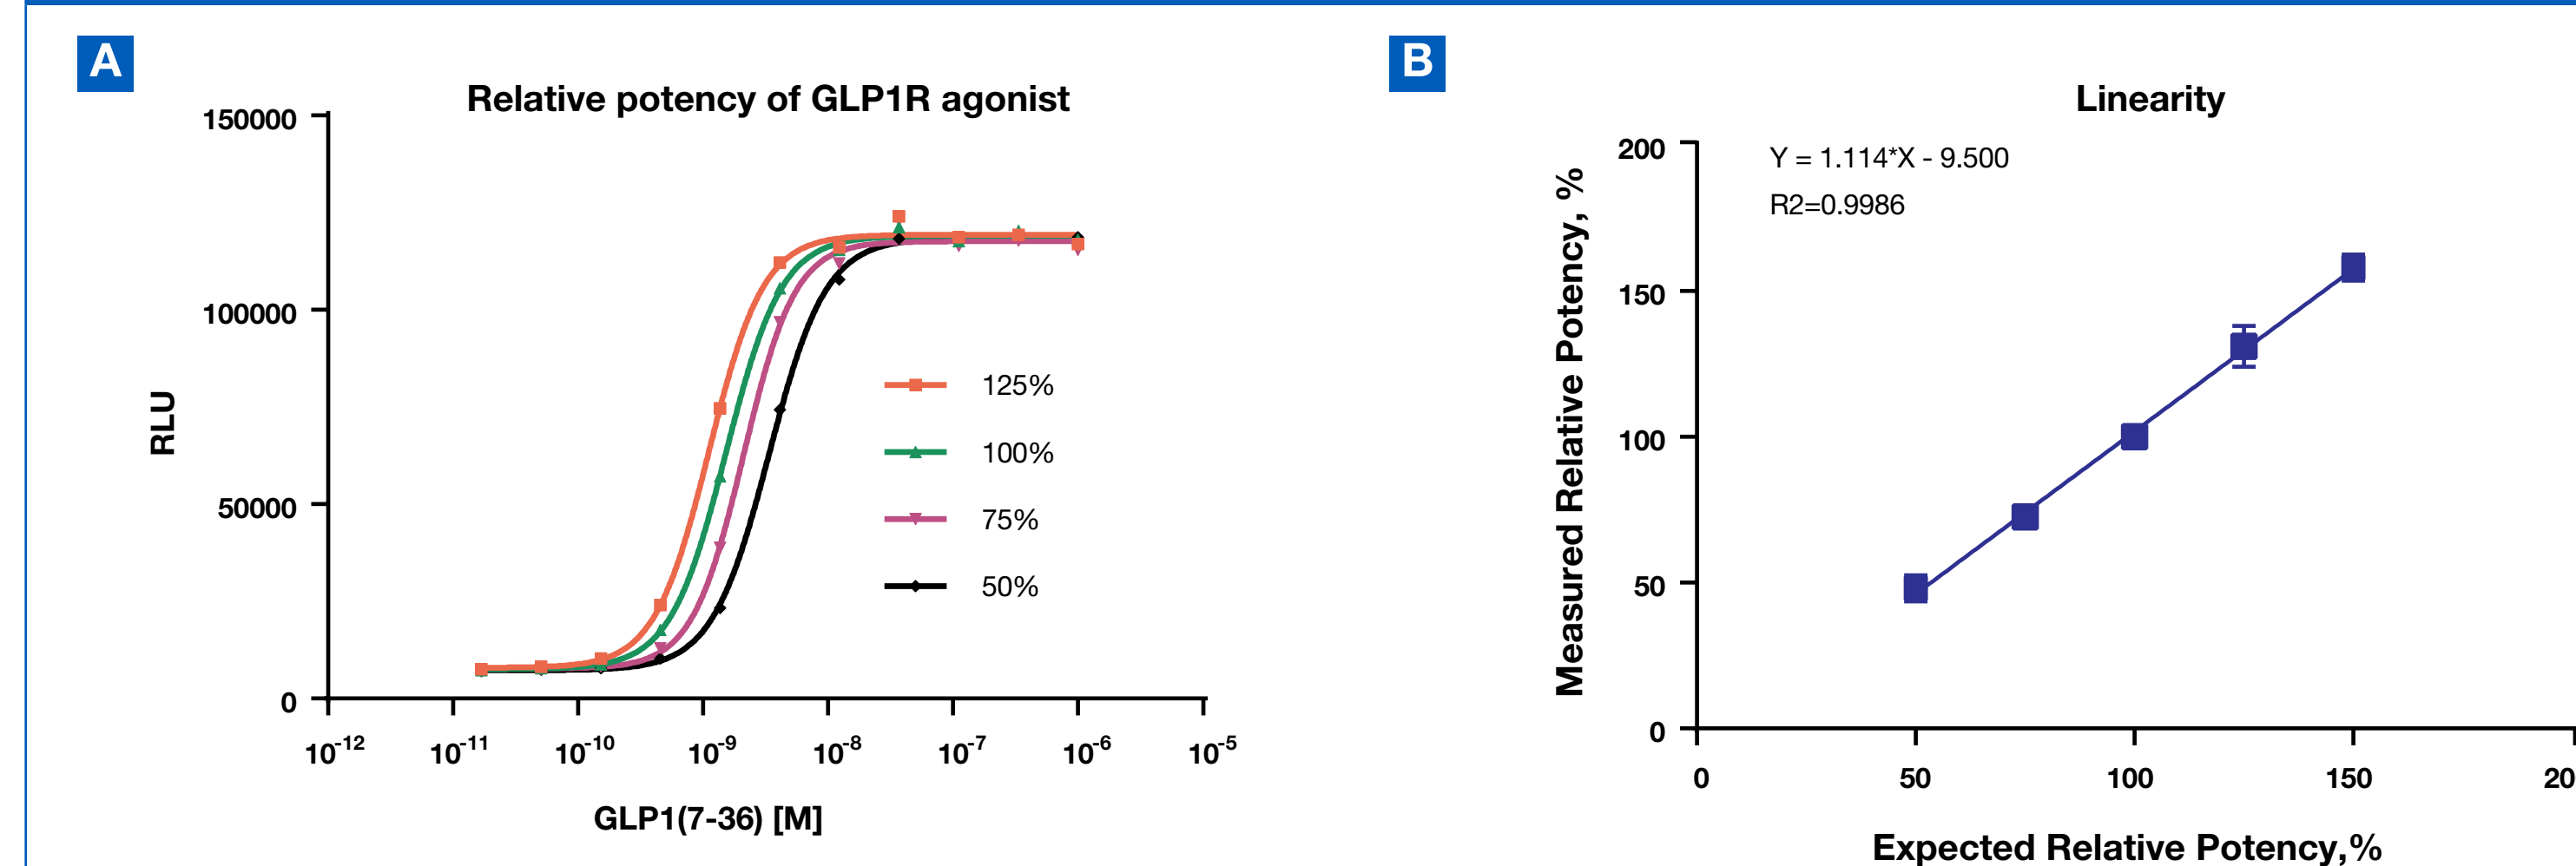 A
Relative potency of GLP1R agonist
150000
100000
50000
0
RLU
125%
100%
75%
50%
10-12 10-11 10-10 10-9 10-8 10-7 10-6 10-5
GLP1(7-36) [M]
B
Linearity
Y = 1.114*X - 9.500
R2=0.9986
200
150
100
50
0
Measured Relative Potency, %
0 50 100 150 20
Expected Relative Potency,%